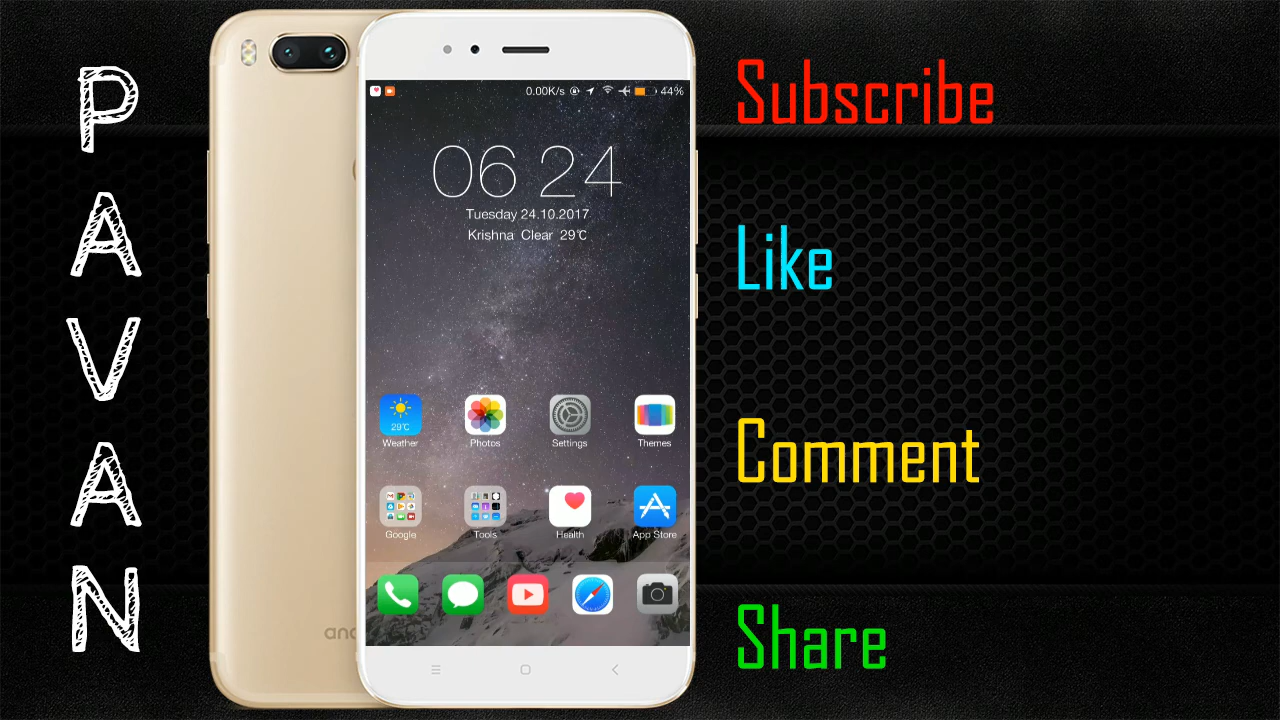 P
A
V
A
N
0.00K/s 44%
06 24
Tuesday 24.10.2017
Krishna Clear 29℃
29℃
Weather Photos Settings Themes
Google Tools Health App Store
and
Subscribe
Like
Comment
Share